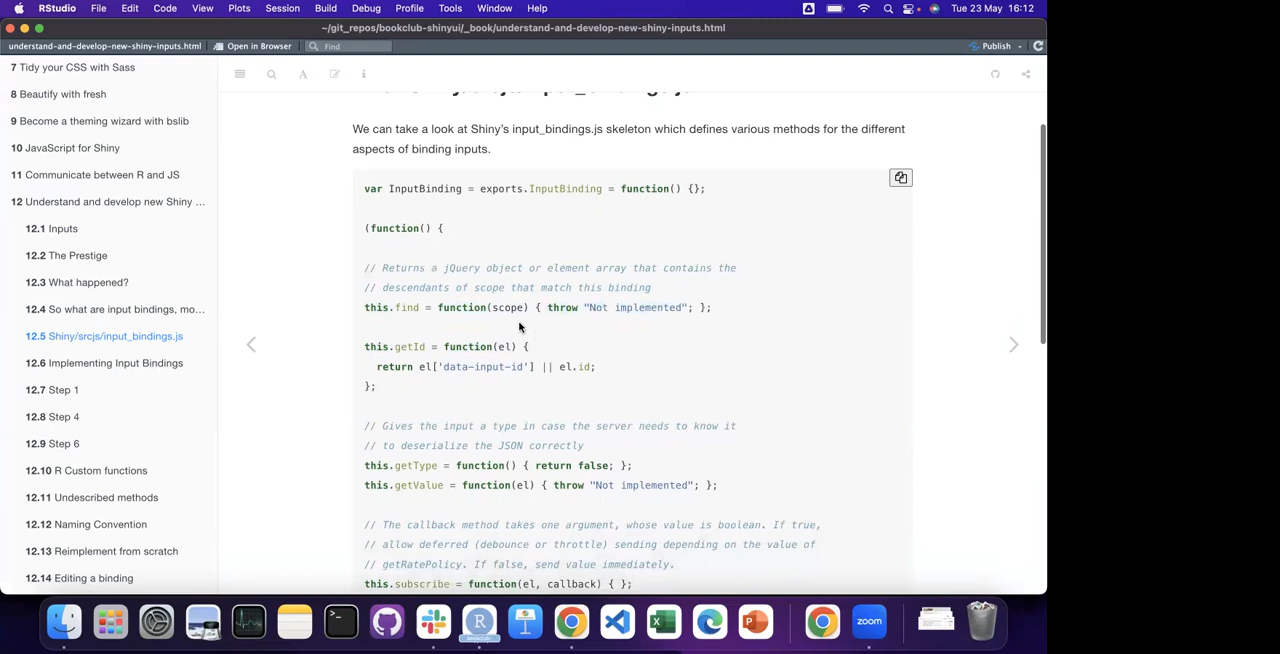 RStudio File Edit Code View Plots Session Build Debug Profile Tools Window Help Tue 23 May 16:12
~/git_repos/bookclub-shinyui/_book/understand-and-develop-new-shiny-inputs.html
understand-and-develop-new-shiny-inputs.html Open in Browser Find Publish
7 Tidy your CSS with Sass
8 Beautify with fresh
9 Become a theming wizard with bslib
10 JavaScript for Shiny
11 Communicate between R and JS
12 Understand and develop new Shiny ...
12.1 Inputs
12.2 The Prestige
12.3 What happened?
12.4 So what are input bindings, mo...
12.5 Shiny/srcjs/input_bindings.js
12.6 Implementing Input Bindings
12.7 Step 1
12.8 Step 4
12.9 Step 6
12.10 R Custom functions
12.11 Undescribed methods
12.12 Naming Convention
12.13 Reimplement from scratch
12.14 Editing a binding
We can take a look at Shiny's input_bindings.js skeleton which defines various methods for the different
aspects of binding inputs.
var InputBinding = exports.InputBinding = function() {};
(function() {
// Returns a jQuery object or element array that contains the
// descendants of scope that match this binding
this.find = function(scope) { throw "Not implemented"; };
this.getId = function(el) {
return el['data-input-id'] || el.id;
};
// Gives the input a type in case the server needs to know it
// to deserialize the JSON correctly
this.getType = function() { return false; };
this.getValue = function(el) { throw "Not implemented"; };
// The callback method takes one argument, whose value is boolean. If true,
// allow deferred (debounce or throttle) sending depending on the value of
// getRatePolicy. If false, send value immediately.
this.subscribe = function(el, callback) { };
zoom